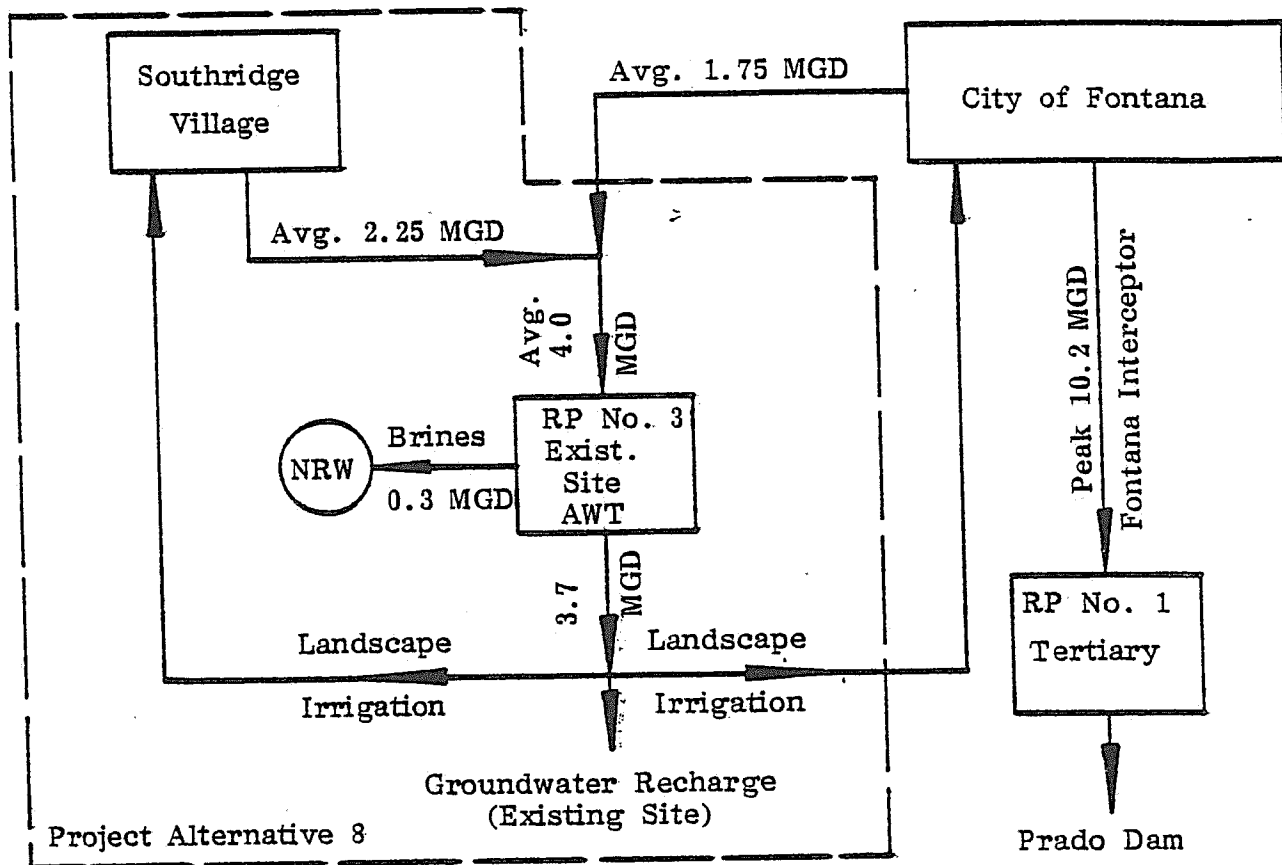 Southridge
Village
Avg. 1.75 MGD
City of Fontana
Avg. 2.25 MGD
Avg.
4.0
MGD
Peak 10.2 MGD
Fontana Interceptor
RP No. 3
Exist.
Site
AWT
Brines
NRW
0.3 MGD
3.7
MGD
RP No. 1
Tertiary
Landscape
Irrigation
Landscape
Irrigation
Groundwater Recharge
(Existing Site)
Project Alternative 8
Prado Dam